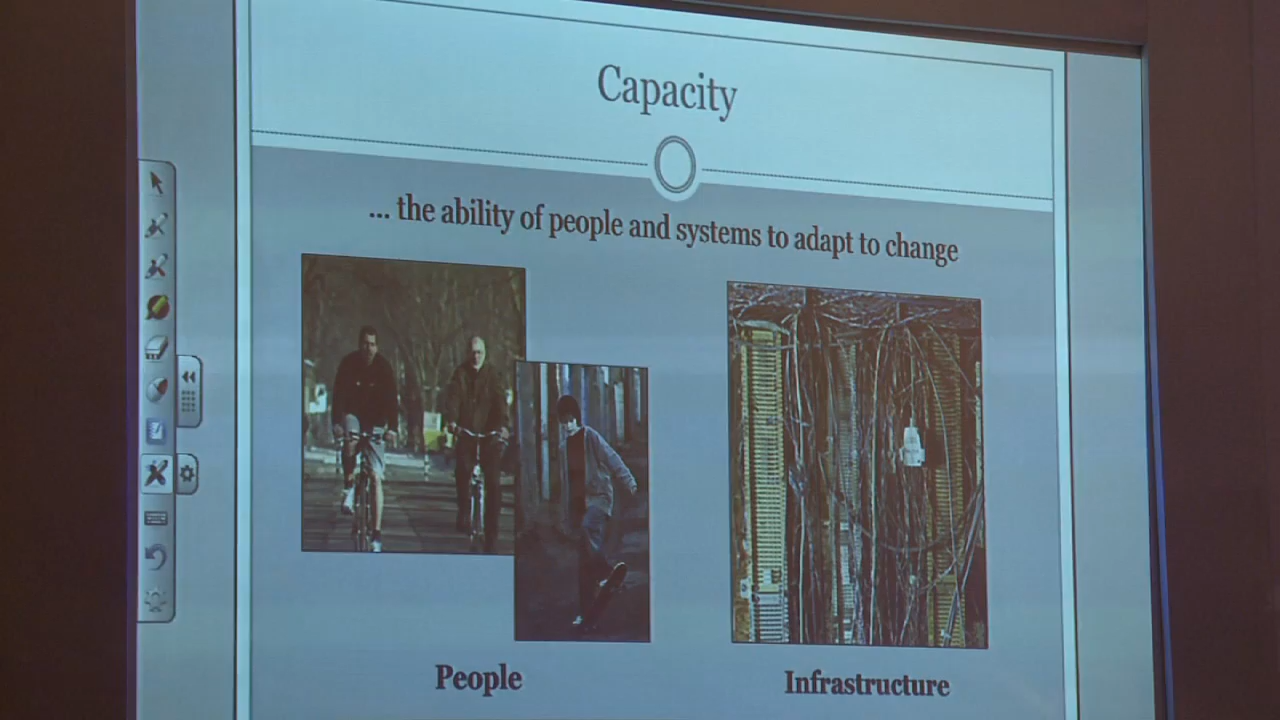 Capacity
... the ability of people and systems to adapt to change
People
Infrastructure